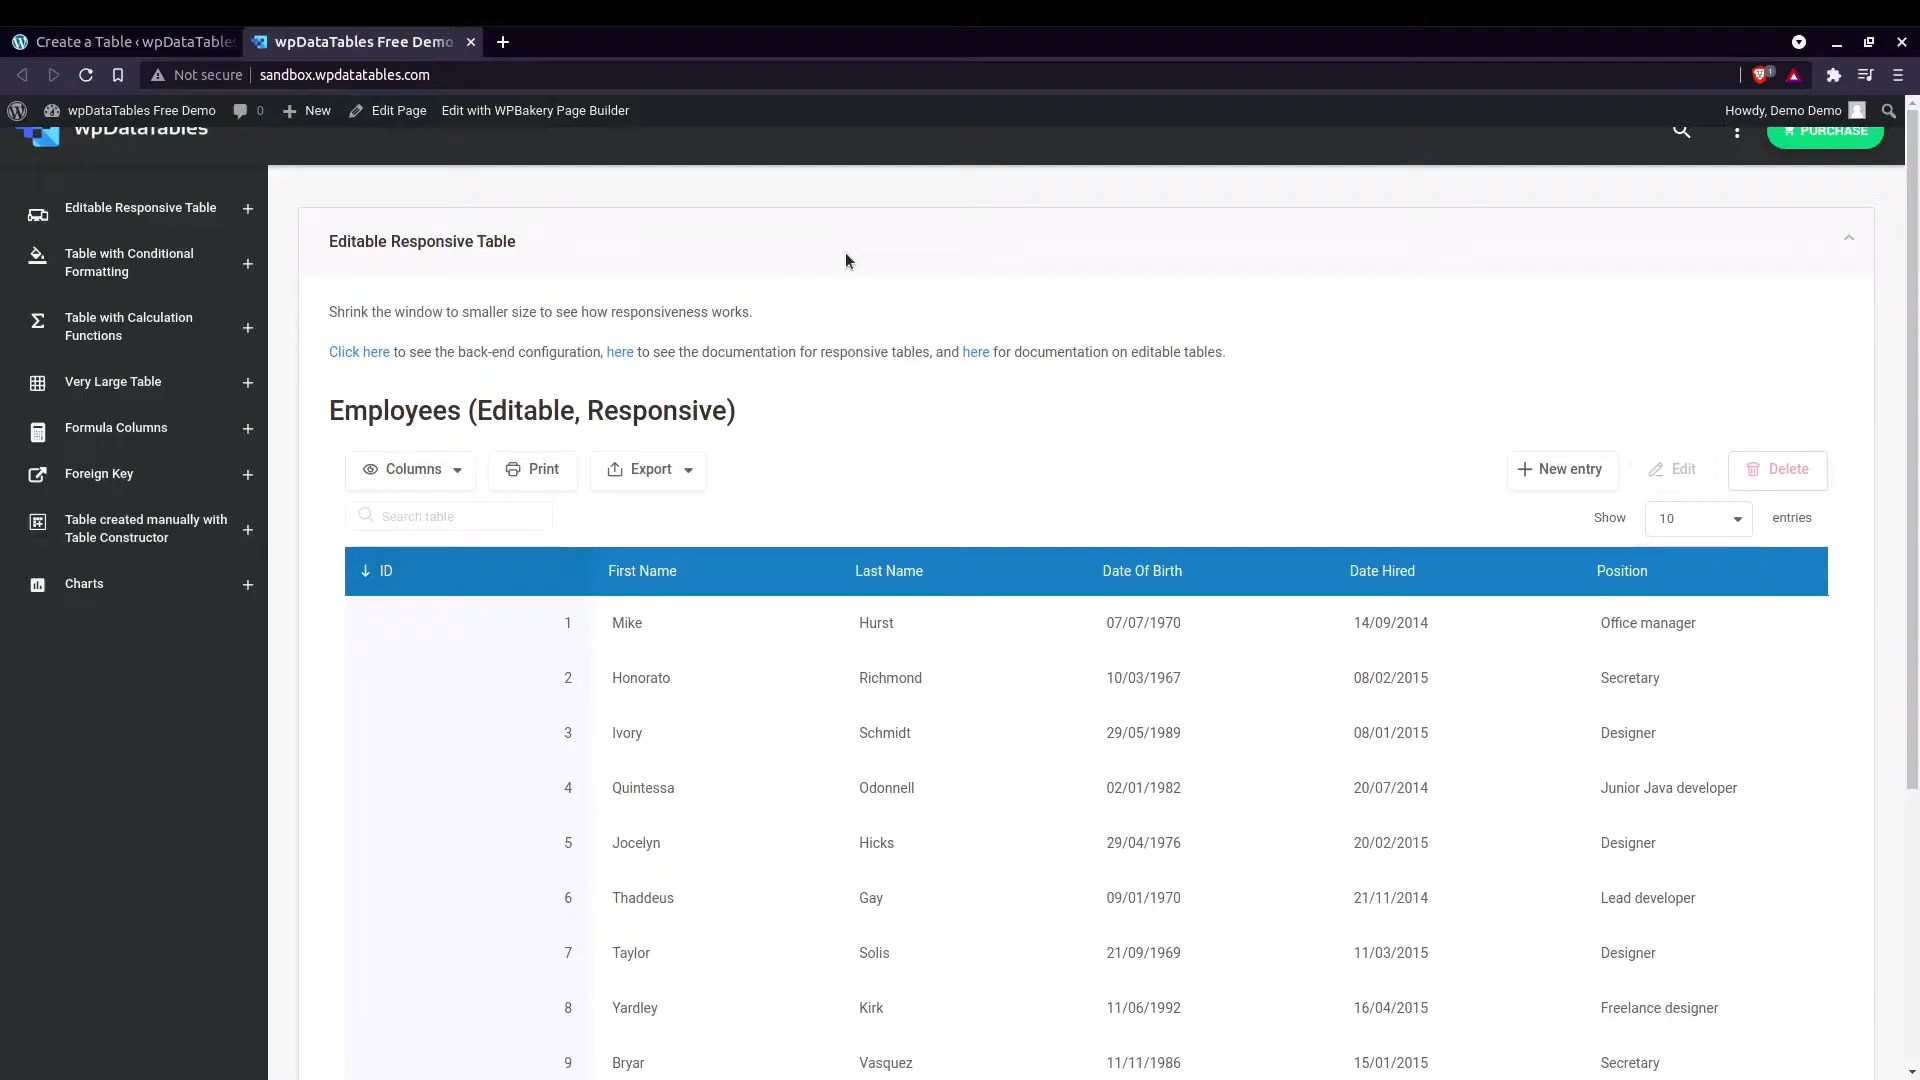 Create a Table ‹ wpDataTables
wpDataTables Free Demo
Not secure
sandbox.wpdatatables.com
1
wpDataTables Free Demo
0
New
Edit Page
Edit with WPBakery Page Builder
Howdy, Demo Demo
wpDataTables
PURCHASE
Editable Responsive Table
Table with Conditional
Formatting
Table with Calculation
Functions
Very Large Table
Formula Columns
Foreign Key
Table created manually with
Table Constructor
Charts
Editable Responsive Table
Shrink the window to smaller size to see how responsiveness works.
Click here to see the back-end configuration, here to see the documentation for responsive tables, and here for documentation on editable tables.
Employees (Editable, Responsive)
Columns Print Export New entry Edit Delete
Search table Show 10 entries
ID First Name Last Name Date Of Birth Date Hired Position
1 Mike Hurst 07/07/1970 14/09/2014 Office manager
2 Honorato Richmond 10/03/1967 08/02/2015 Secretary
3 Ivory Schmidt 29/05/1989 08/01/2015 Designer
4 Quintessa Odonnell 02/01/1982 20/07/2014 Junior Java developer
5 Jocelyn Hicks 29/04/1976 20/02/2015 Designer
6 Thaddeus Gay 09/01/1970 21/11/2014 Lead developer
7 Taylor Solis 21/09/1969 11/03/2015 Designer
8 Yardley Kirk 11/06/1992 16/04/2015 Freelance designer
9 Bryar Vasquez 11/11/1986 15/01/2015 Secretary